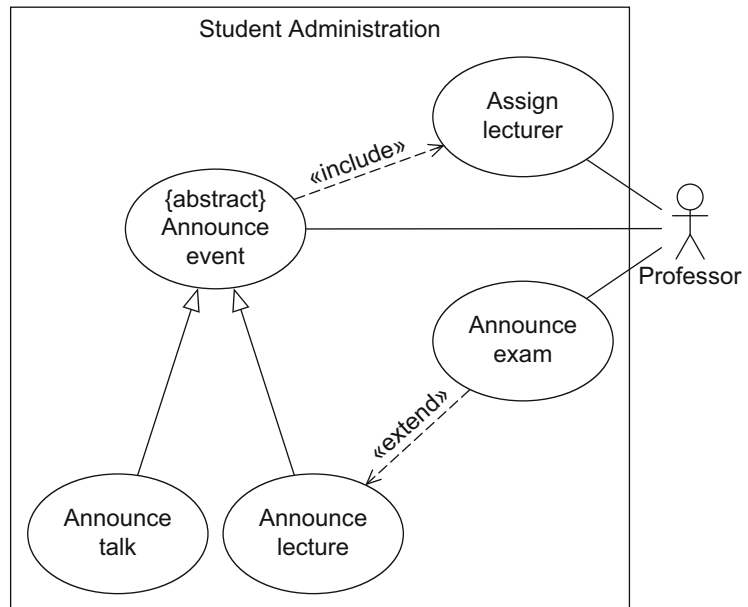 Student Administration
Assign
lecturer
«include»
{abstract}
Announce
event
Professor
Announce
exam
«extend»
Announce
talk
Announce
lecture